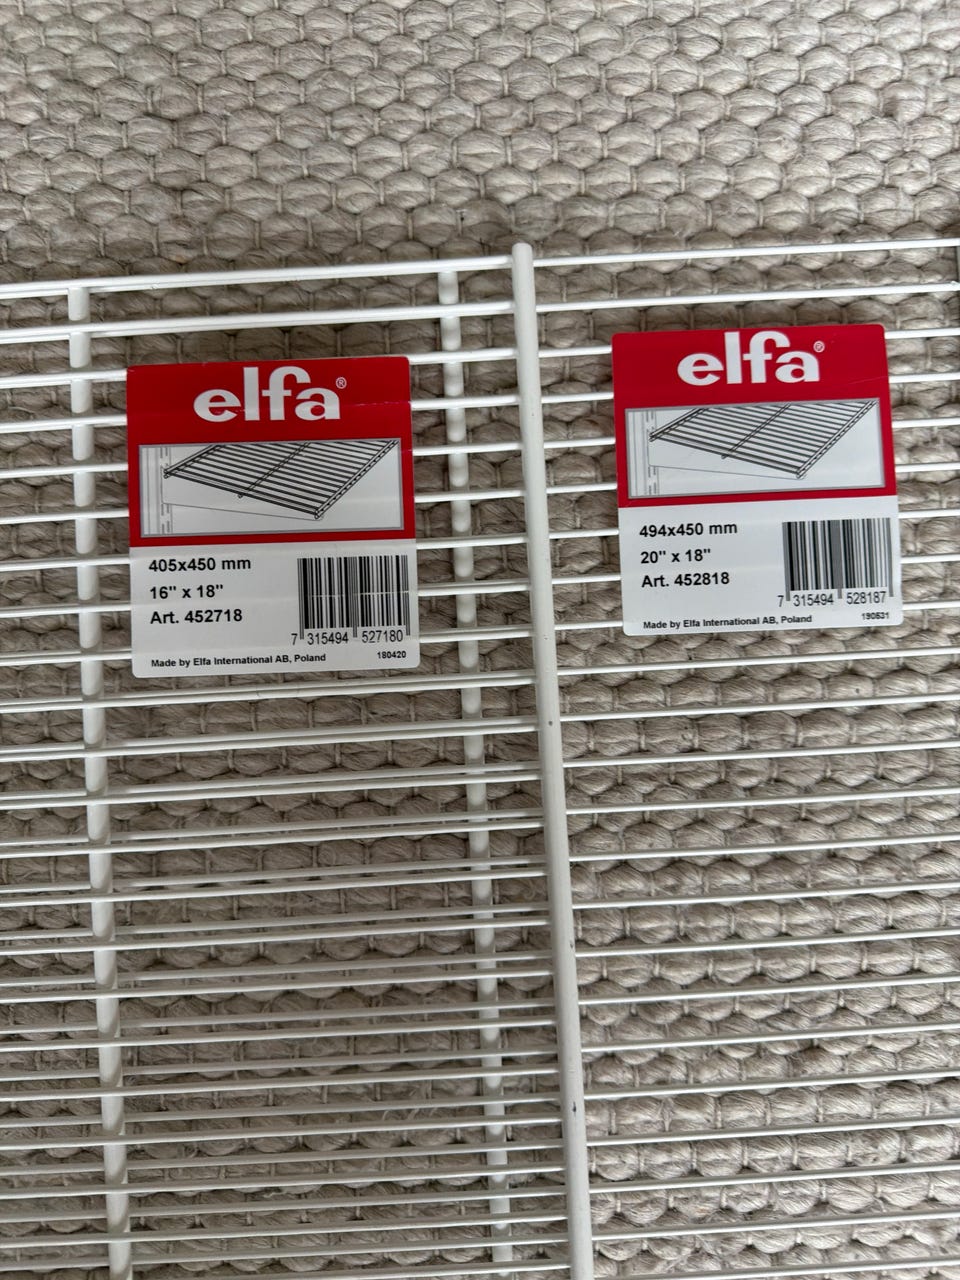 elfa®
405x450 mm
16" x 18"
Art. 452718
7 315494 527180
Made by Elfa International AB, Poland
180420
elfa®
494x450 mm
20" x 18"
Art. 452818
7 315494 528187
Made by Elfa International AB, Poland
190531